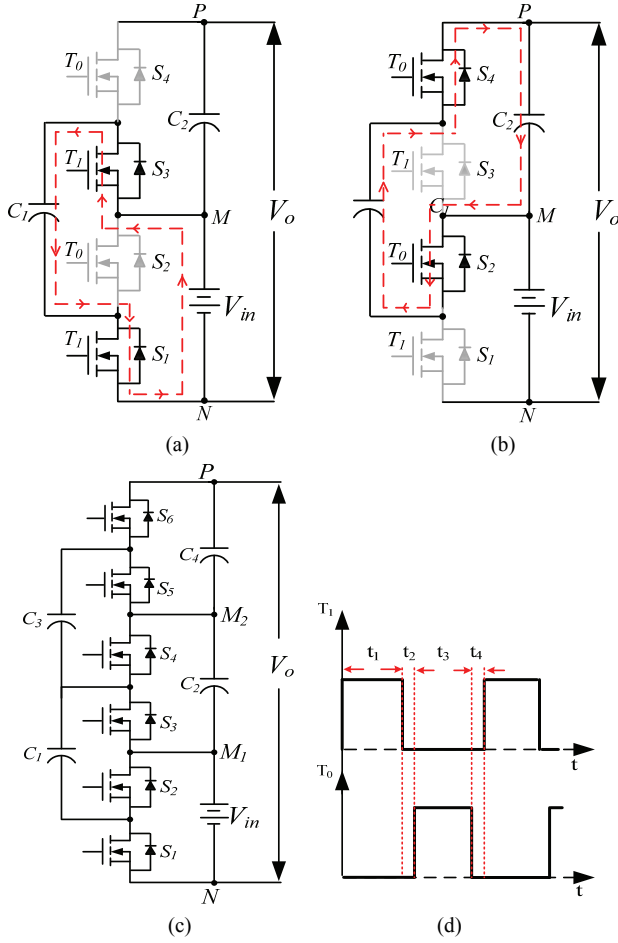 P
T0
S4
C2
T1
S3
C1
M
Vo
T0
S2
Vin
T1
S1
N
(a)
P
T0
S4
C2
T1
S3
C1
M
Vo
T0
S2
Vin
S1
N
(b)
P
S6
C4
S5
C3
M2
S4
Vo
C2
S3
C1
M1
S2
Vin
S1
N
(c)
T1
t1 t2 t3 t4
t
T0
t
(d)